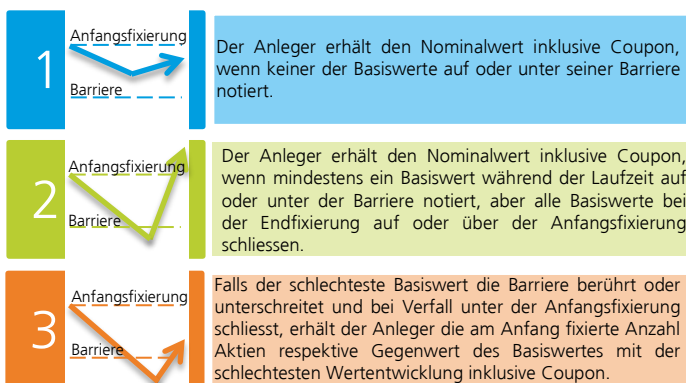 1
Anfangsfixierung
Barriere
Der Anleger erhält den Nominalwert inklusive Coupon,
wenn keiner der Basiswerte auf oder unter seiner Barriere
notiert.
2
Anfangsfixierung
Barriere
Der Anleger erhält den Nominalwert inklusive Coupon,
wenn mindestens ein Basiswert während der Laufzeit auf
oder unter der Barriere notiert, aber alle Basiswerte bei
der Endfixierung auf oder über der Anfangsfixierung
schliessen.
3
Anfangsfixierung
Barriere
Falls der schlechteste Basiswert die Barriere berührt oder
unterschreitet und bei Verfall unter der Anfangsfixierung
schliesst, erhält der Anleger die am Anfang fixierte Anzahl
Aktien respektive Gegenwert des Basiswertes mit der
schlechtesten Wertentwicklung inklusive Coupon.